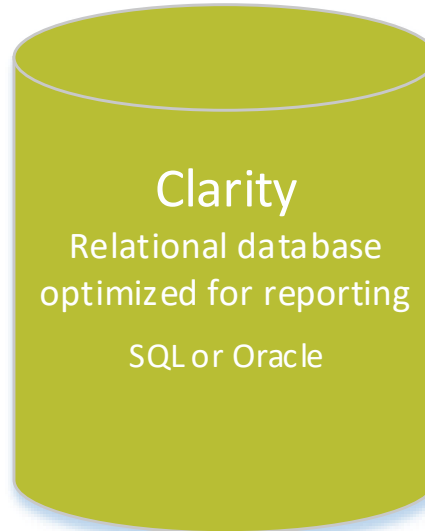 Clarity
Relational database
optimized for reporting
SQL or Oracle